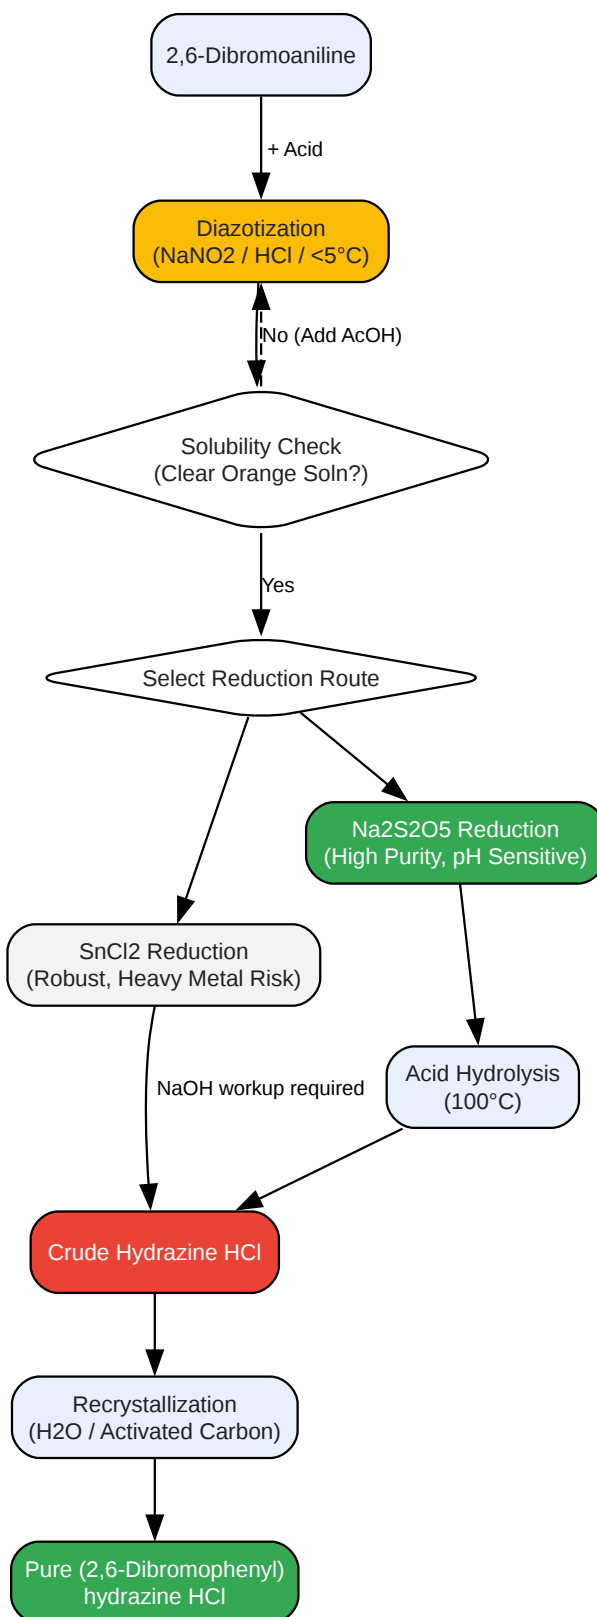 2,6-Dibromoaniline
+ Acid
Diazotization
(NaNO2 / HCl / <5°C)
No (Add AcOH)
Solubility Check
(Clear Orange Soln?)
Yes
Select Reduction Route
Na2S2O5 Reduction
(High Purity, pH Sensitive)
SnCl2 Reduction
(Robust, Heavy Metal Risk)
Acid Hydrolysis
(100°C)
NaOH workup required
Crude Hydrazine HCl
Recrystallization
(H2O / Activated Carbon)
Pure (2,6-Dibromophenyl)
hydrazine HCl